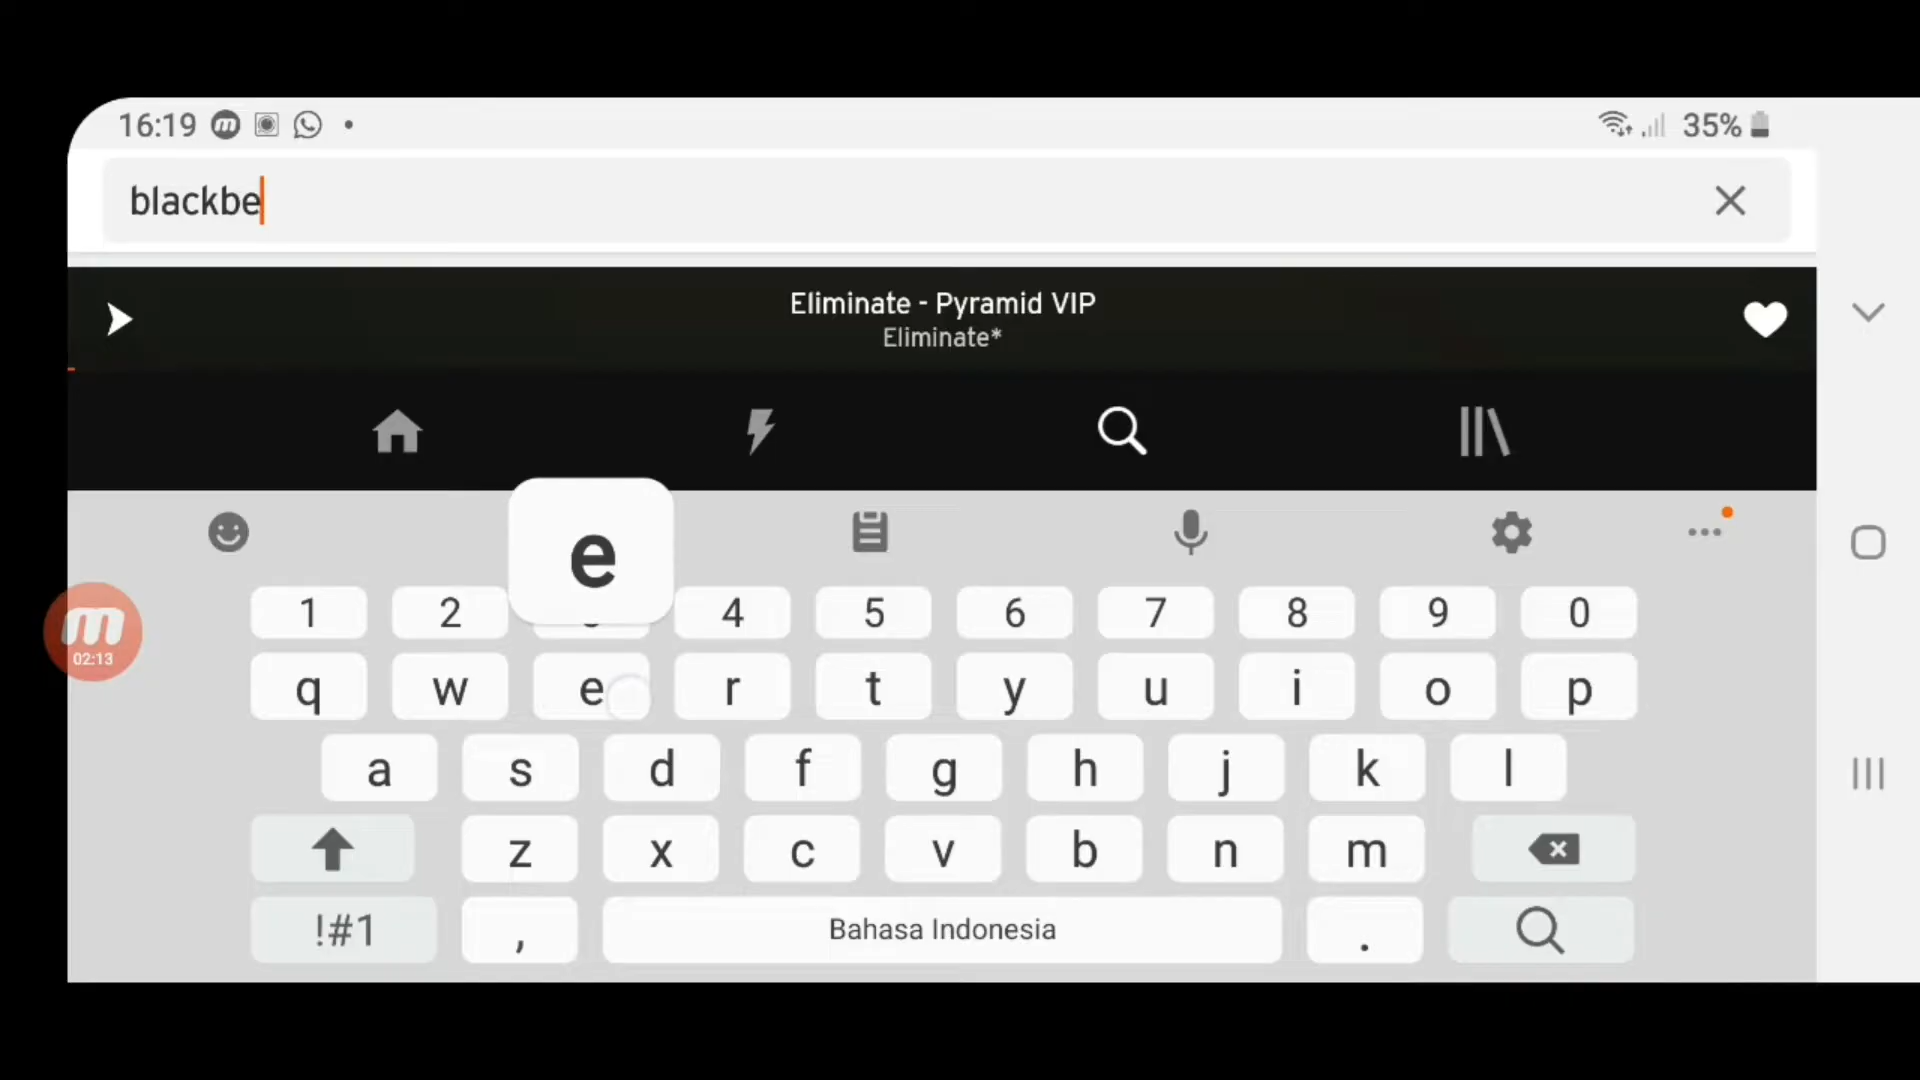 16:19
35%
blackbe
Eliminate - Pyramid VIP
Eliminate*
e
1 2 4 5 6 7 8 9 0
02:13
q w e r t y u i o p
a s d f g h j k l
z x c v b n m
!#1 , Bahasa Indonesia .